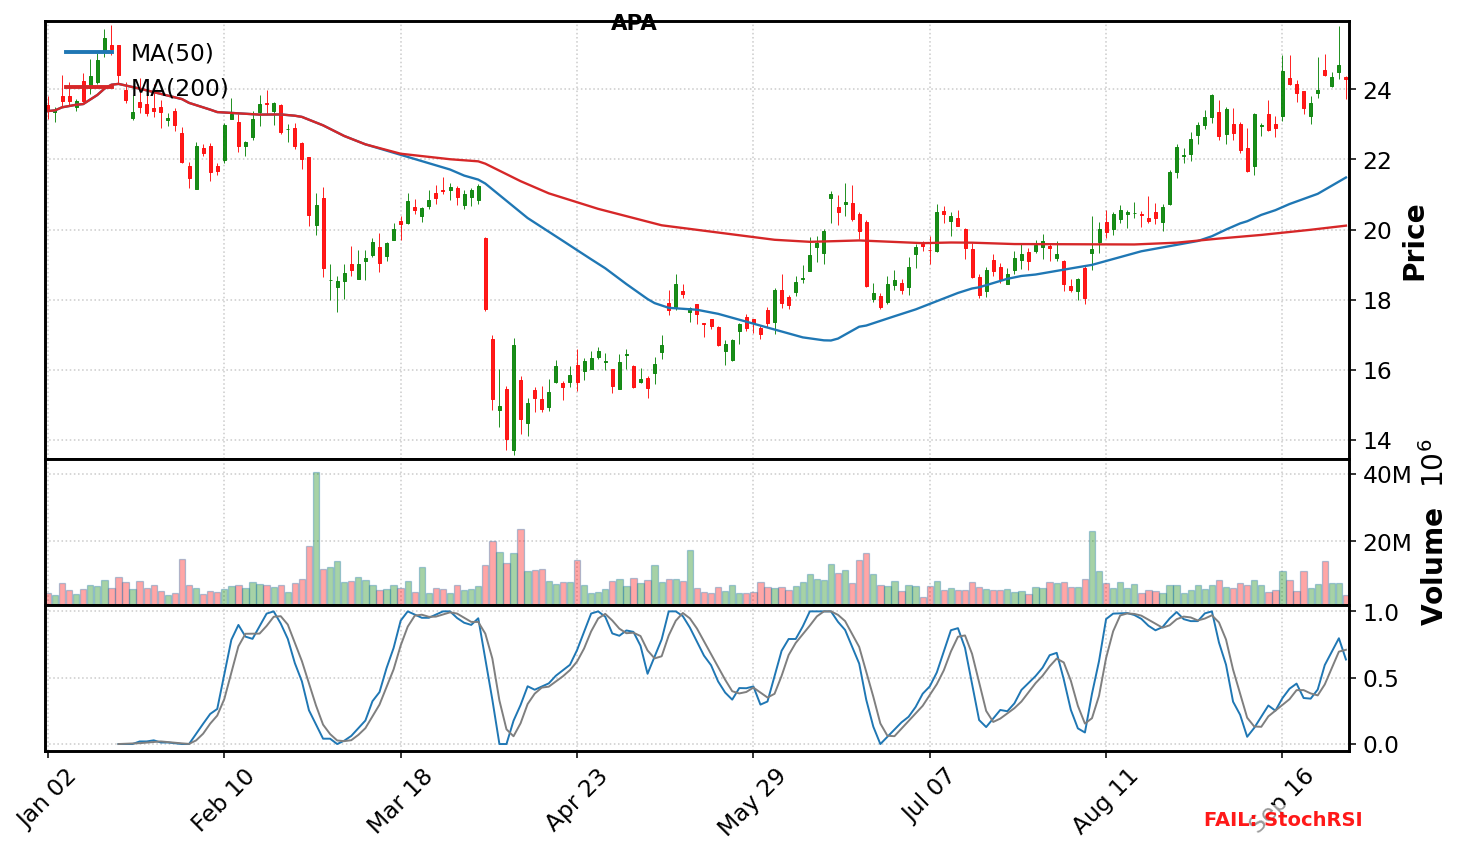 APA
MA(50)
MA(200)
24
22
20
18
16
14
Price
40M
20M
Volume 10^6
1.0
0.5
0.0
Jan 02
Feb 10
Mar 18
Apr 23
May 29
Jul 07
Aug 11
Sep 16
FAIL: StochRSI